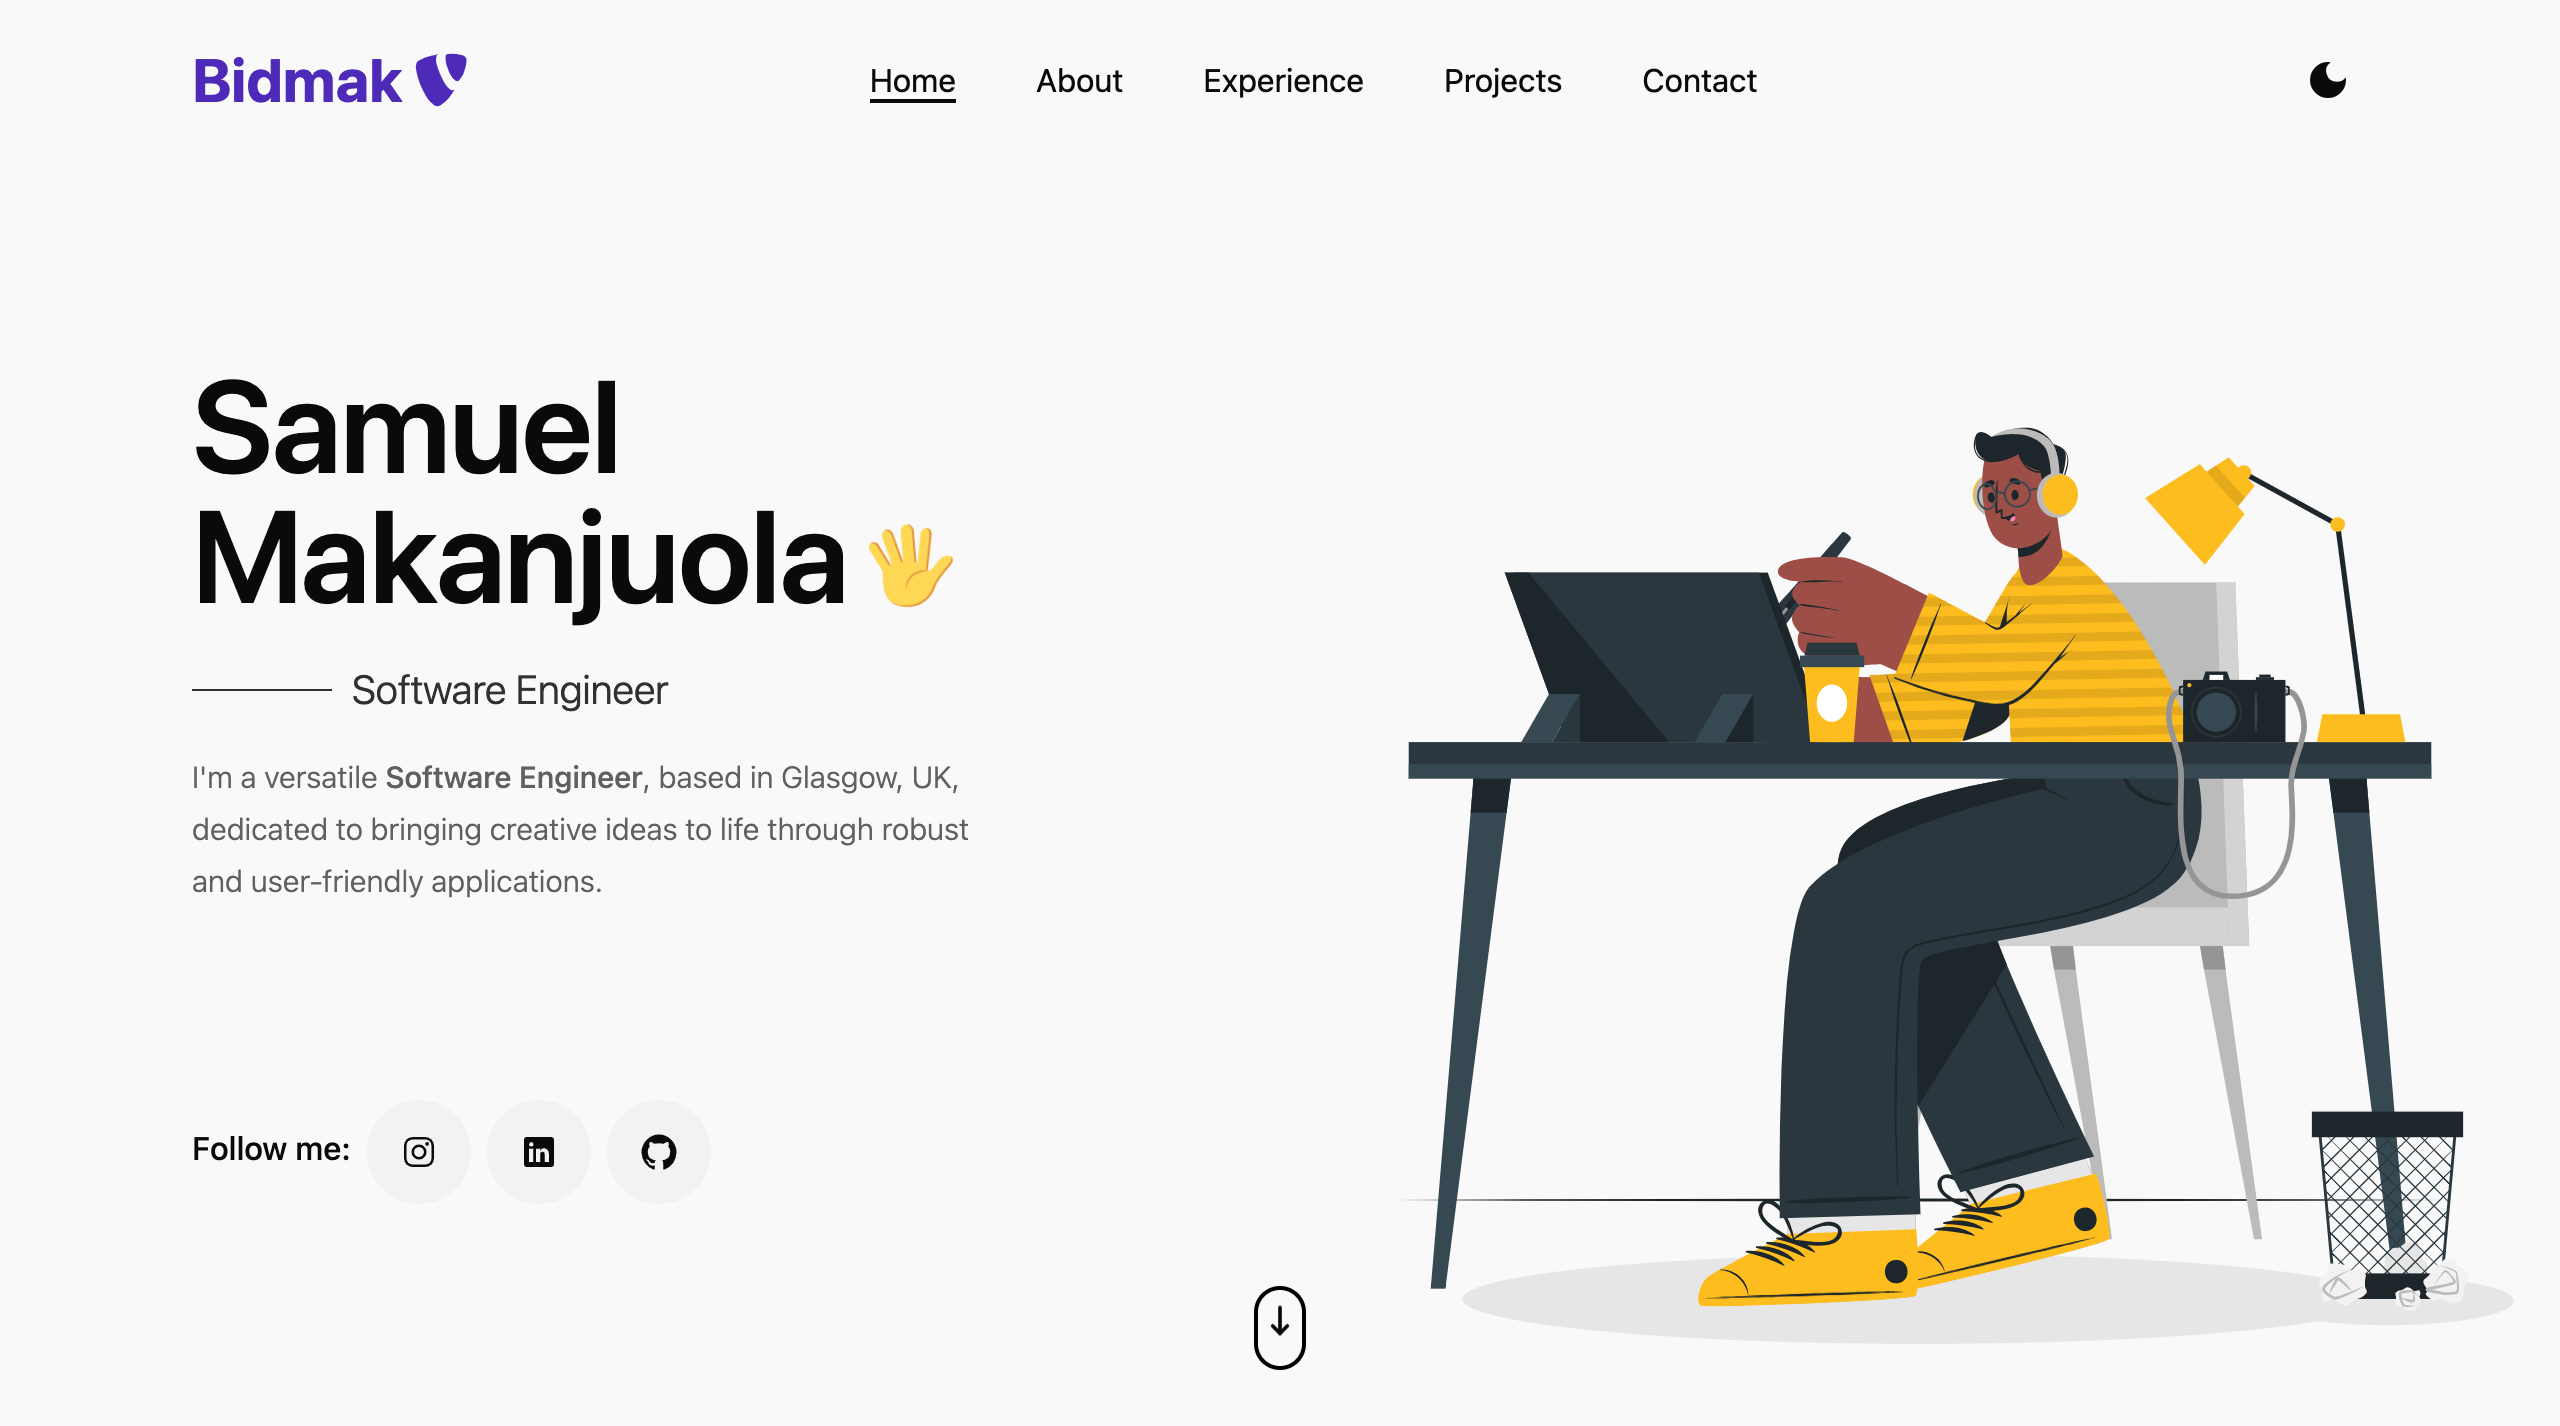 Bidmak
Home
About
Experience
Projects
Contact
Samuel
Makanjuola
Software Engineer
I'm a versatile Software Engineer, based in Glasgow, UK,
dedicated to bringing creative ideas to life through robust
and user-friendly applications.
Follow me: